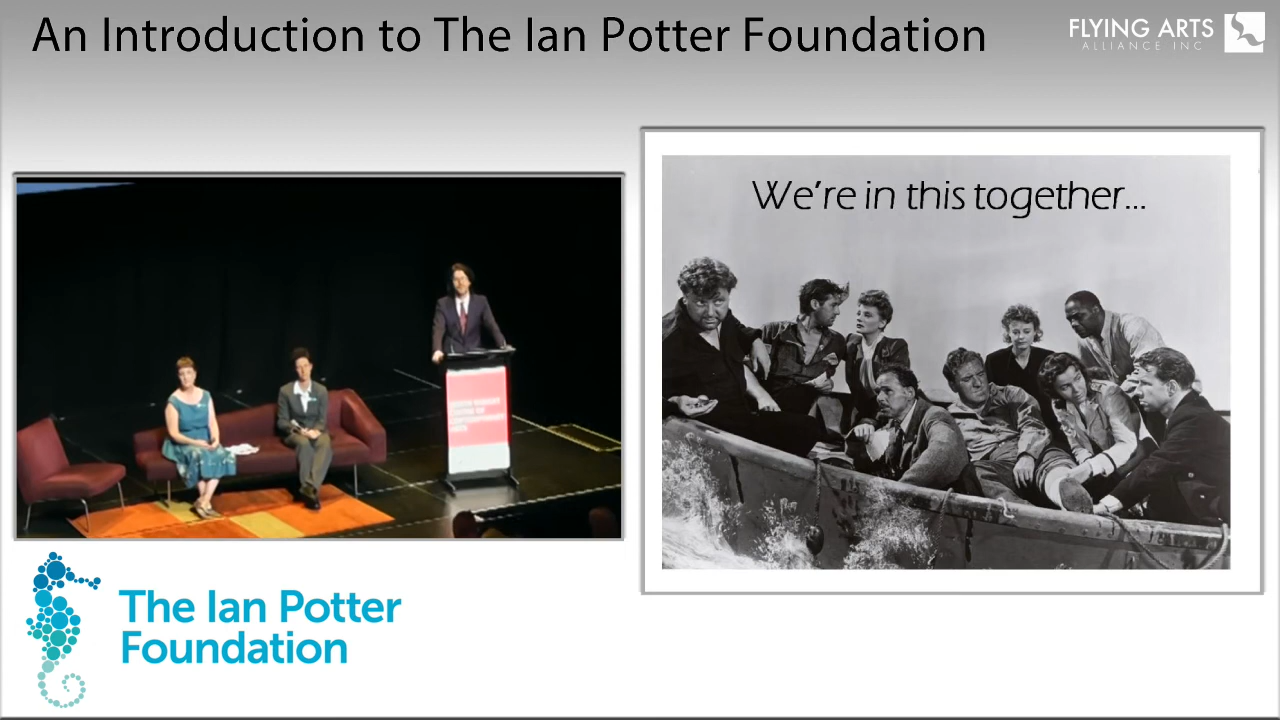 An Introduction to The Ian Potter Foundation
FLYING ARTS
ALLIANCE INC
We're in this together...
The Ian Potter
Foundation